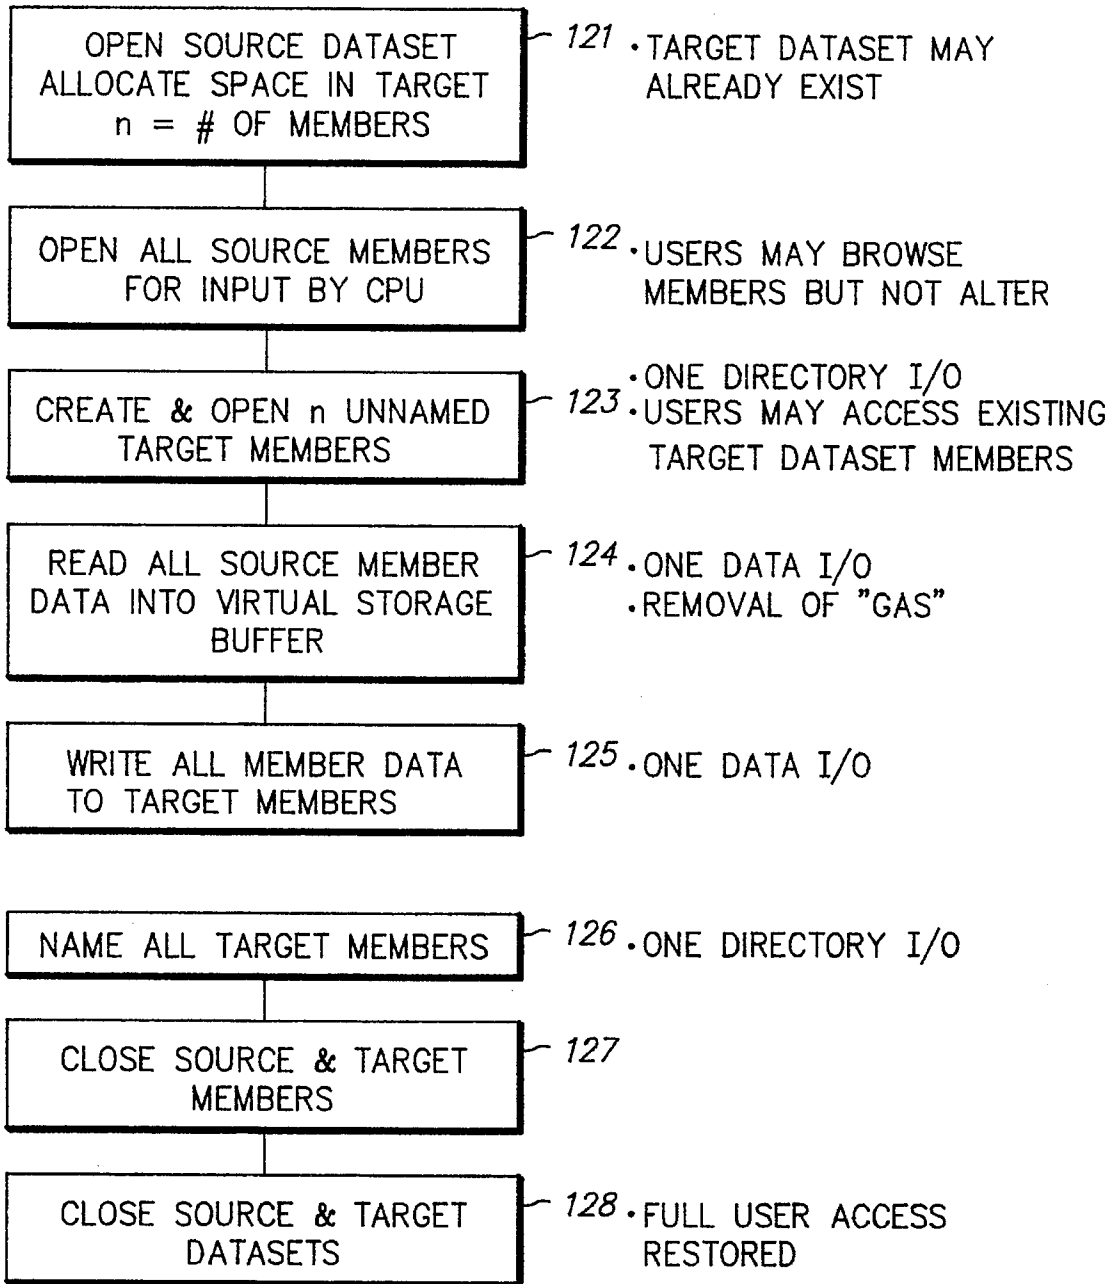 OPEN SOURCE DATASET
ALLOCATE SPACE IN TARGET
n = # OF MEMBERS
121
• TARGET DATASET MAY
ALREADY EXIST
OPEN ALL SOURCE MEMBERS
FOR INPUT BY CPU
122
• USERS MAY BROWSE
MEMBERS BUT NOT ALTER
CREATE & OPEN n UNNAMED
TARGET MEMBERS
123
• ONE DIRECTORY I/O
• USERS MAY ACCESS EXISTING
TARGET DATASET MEMBERS
READ ALL SOURCE MEMBER
DATA INTO VIRTUAL STORAGE
BUFFER
124
• ONE DATA I/O
• REMOVAL OF "GAS"
WRITE ALL MEMBER DATA
TO TARGET MEMBERS
125
• ONE DATA I/O
NAME ALL TARGET MEMBERS
126
• ONE DIRECTORY I/O
CLOSE SOURCE & TARGET
MEMBERS
127
CLOSE SOURCE & TARGET
DATASETS
128
• FULL USER ACCESS
RESTORED